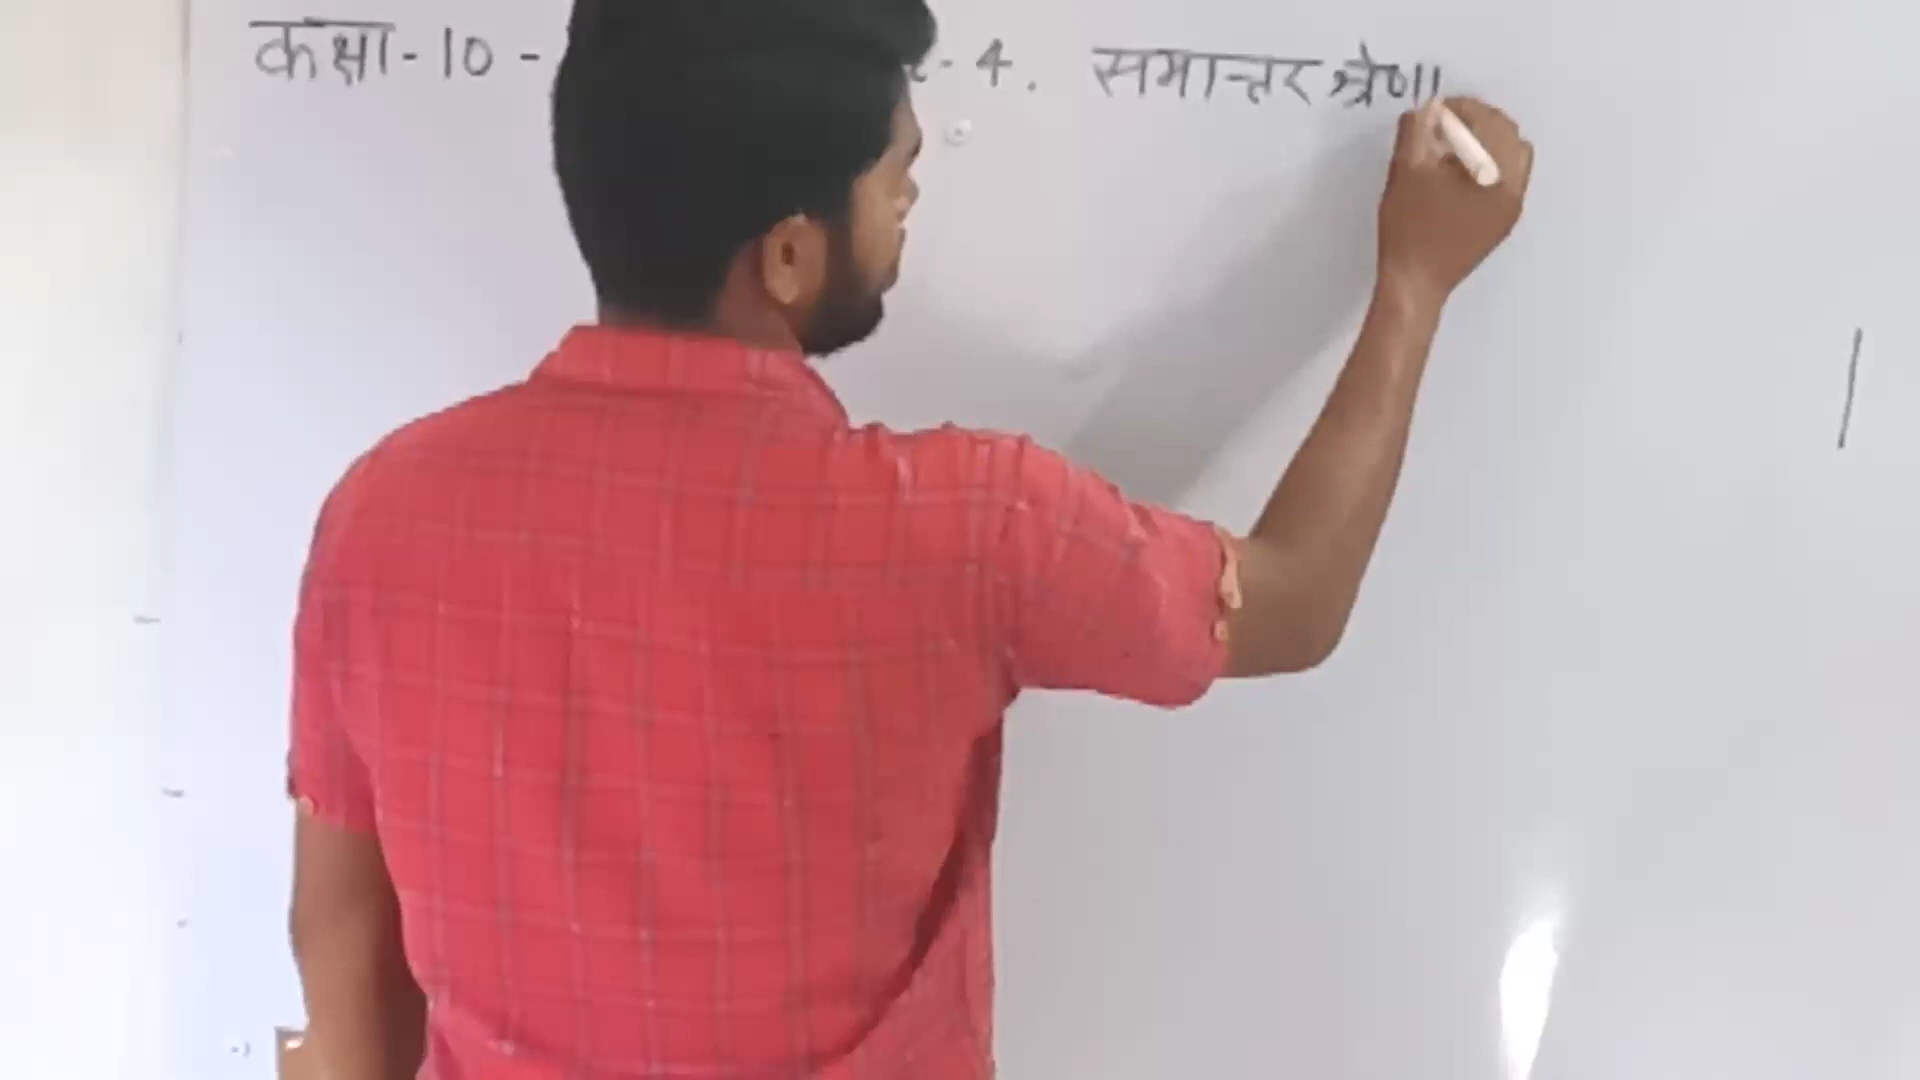 कक्षा-10 - - 4. समान्तर श्रेणी